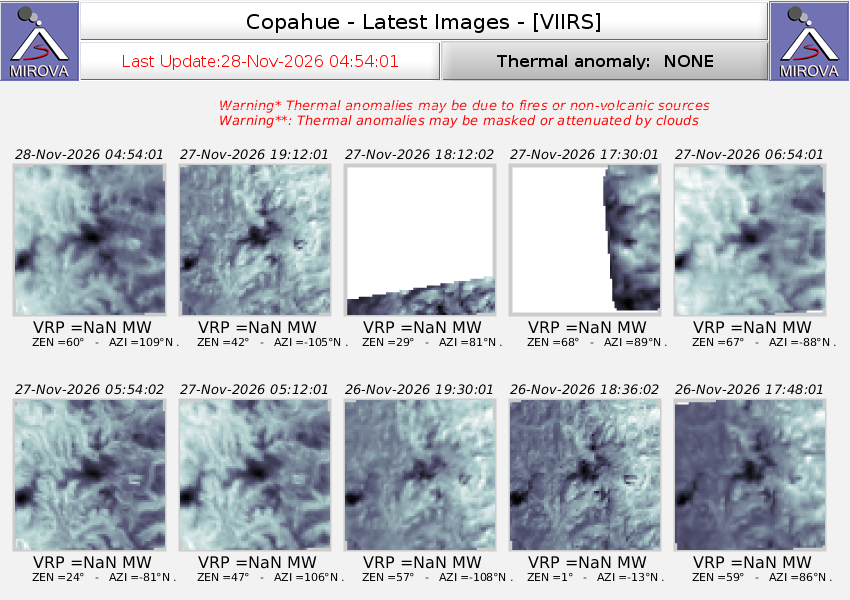 Copahue - Latest Images - [VIIRS]
MIROVA
Last Update:28-Nov-2026 04:54:01
Thermal anomaly: NONE
MIROVA
Warning* Thermal anomalies may be due to fires or non-volcanic sources
Warning**: Thermal anomalies may be masked or attenuated by clouds
28-Nov-2026 04:54:01
27-Nov-2026 19:12:01
27-Nov-2026 18:12:02
27-Nov-2026 17:30:01
27-Nov-2026 06:54:01
VRP =NaN MW
VRP =NaN MW
VRP =NaN MW
VRP =NaN MW
VRP =NaN MW
ZEN =60° - AZI =109°N .
ZEN =42° - AZI =-105°N .
ZEN =29° - AZI =81°N .
ZEN =68° - AZI =89°N .
ZEN =67° - AZI =-88°N .
27-Nov-2026 05:54:02
27-Nov-2026 05:12:01
26-Nov-2026 19:30:01
26-Nov-2026 18:36:02
26-Nov-2026 17:48:01
VRP =NaN MW
VRP =NaN MW
VRP =NaN MW
VRP =NaN MW
VRP =NaN MW
ZEN =24° - AZI =-81°N .
ZEN =47° - AZI =106°N .
ZEN =57° - AZI =-108°N .
ZEN =1° - AZI =-13°N .
ZEN =59° - AZI =86°N .